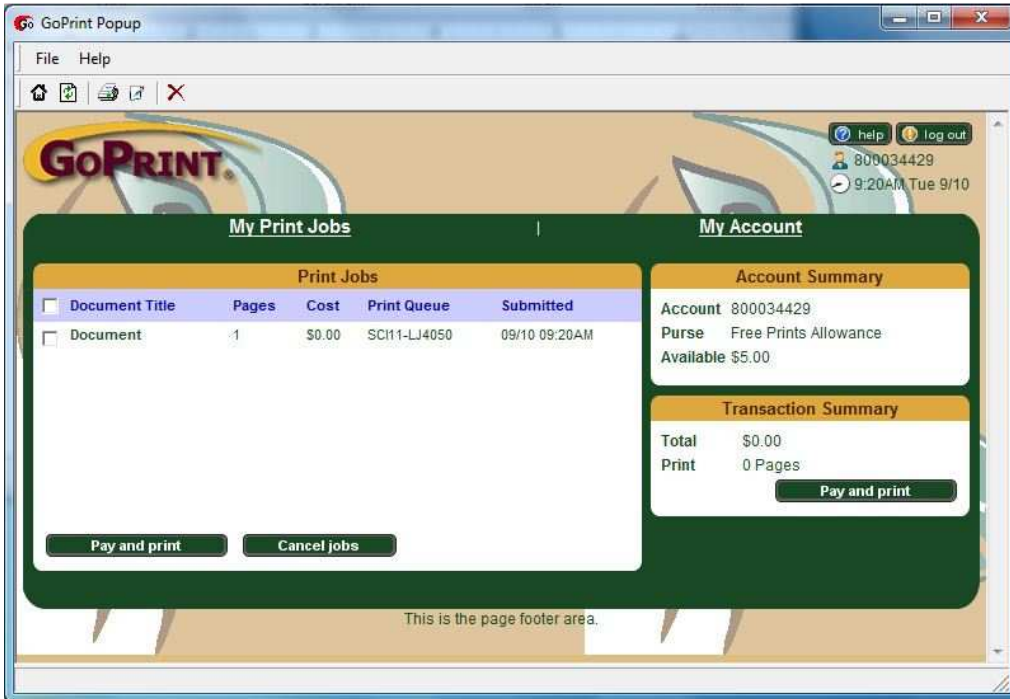 GoPrint Popup
File Help
GOPRINT®
help log out
800034429
9:20AM Tue 9/10
My Print Jobs | My Account
Print Jobs
Document Title Pages Cost Print Queue Submitted
Document 1 $0.00 SCI11-LJ4050 09/10 09:20AM
Pay and print Cancel jobs
Account Summary
Account 800034429
Purse Free Prints Allowance
Available $5.00
Transaction Summary
Total $0.00
Print 0 Pages
Pay and print
This is the page footer area.